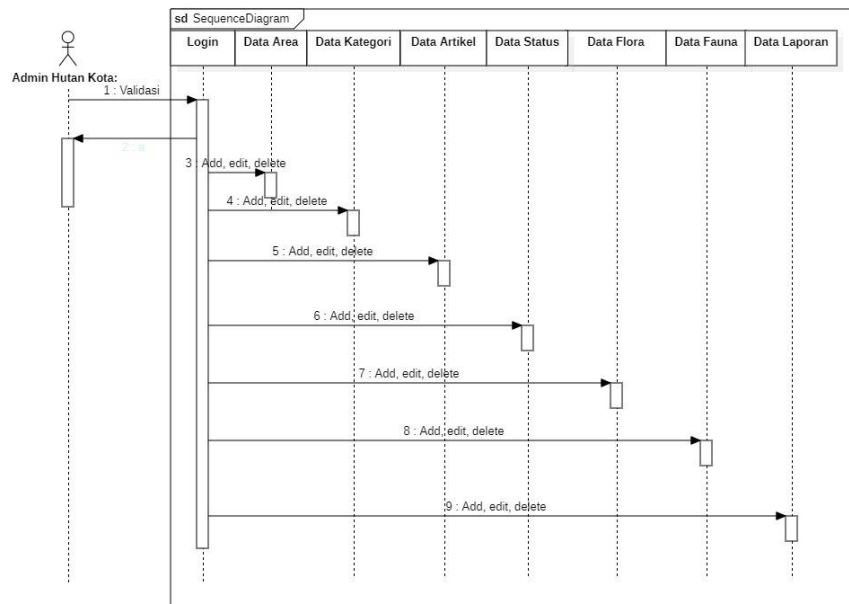 sd SequenceDiagram
Login
Data Area
Data Kategori
Data Artikel
Data Status
Data Flora
Data Fauna
Data Laporan
Admin Hutan Kota:
1 : Validasi
2 : a
3 : Add, edit, delete
4 : Add, edit, delete
5 : Add, edit, delete
6 : Add, edit, delete
7 : Add, edit, delete
8 : Add, edit, delete
9 : Add, edit, delete